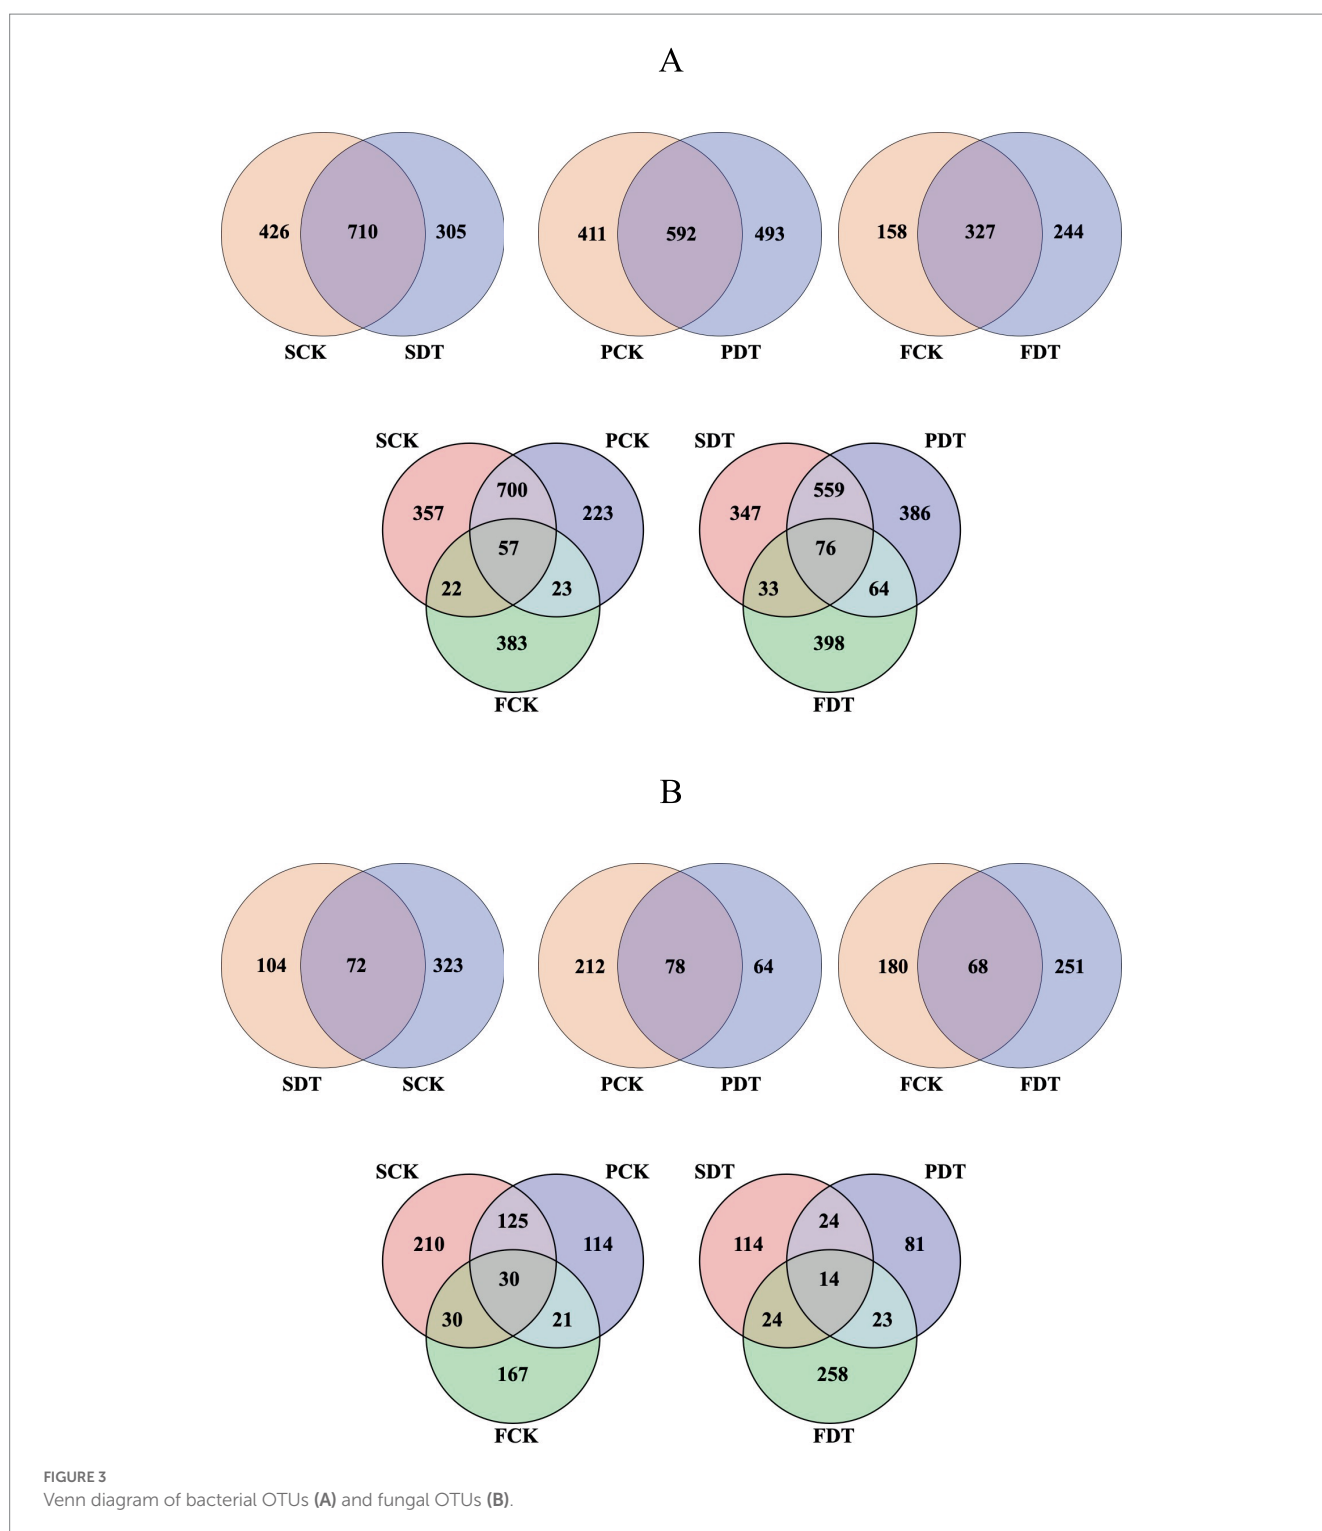 A
426 710 305
411 592 493
158 327 244
SCK SDT
PCK PDT
FCK FDT
SCK PCK
700
357 223
57
22 23
383
FCK
SDT PDT
559
347 386
76
33 64
398
FDT
B
104 72 323
212 78 64
180 68 251
SDT SCK
PCK PDT
FCK FDT
SCK PCK
125
210 114
30
30 21
167
FCK
SDT PDT
24
114 81
14
24 23
258
FDT
FIGURE 3
Venn diagram of bacterial OTUs (A) and fungal OTUs (B).